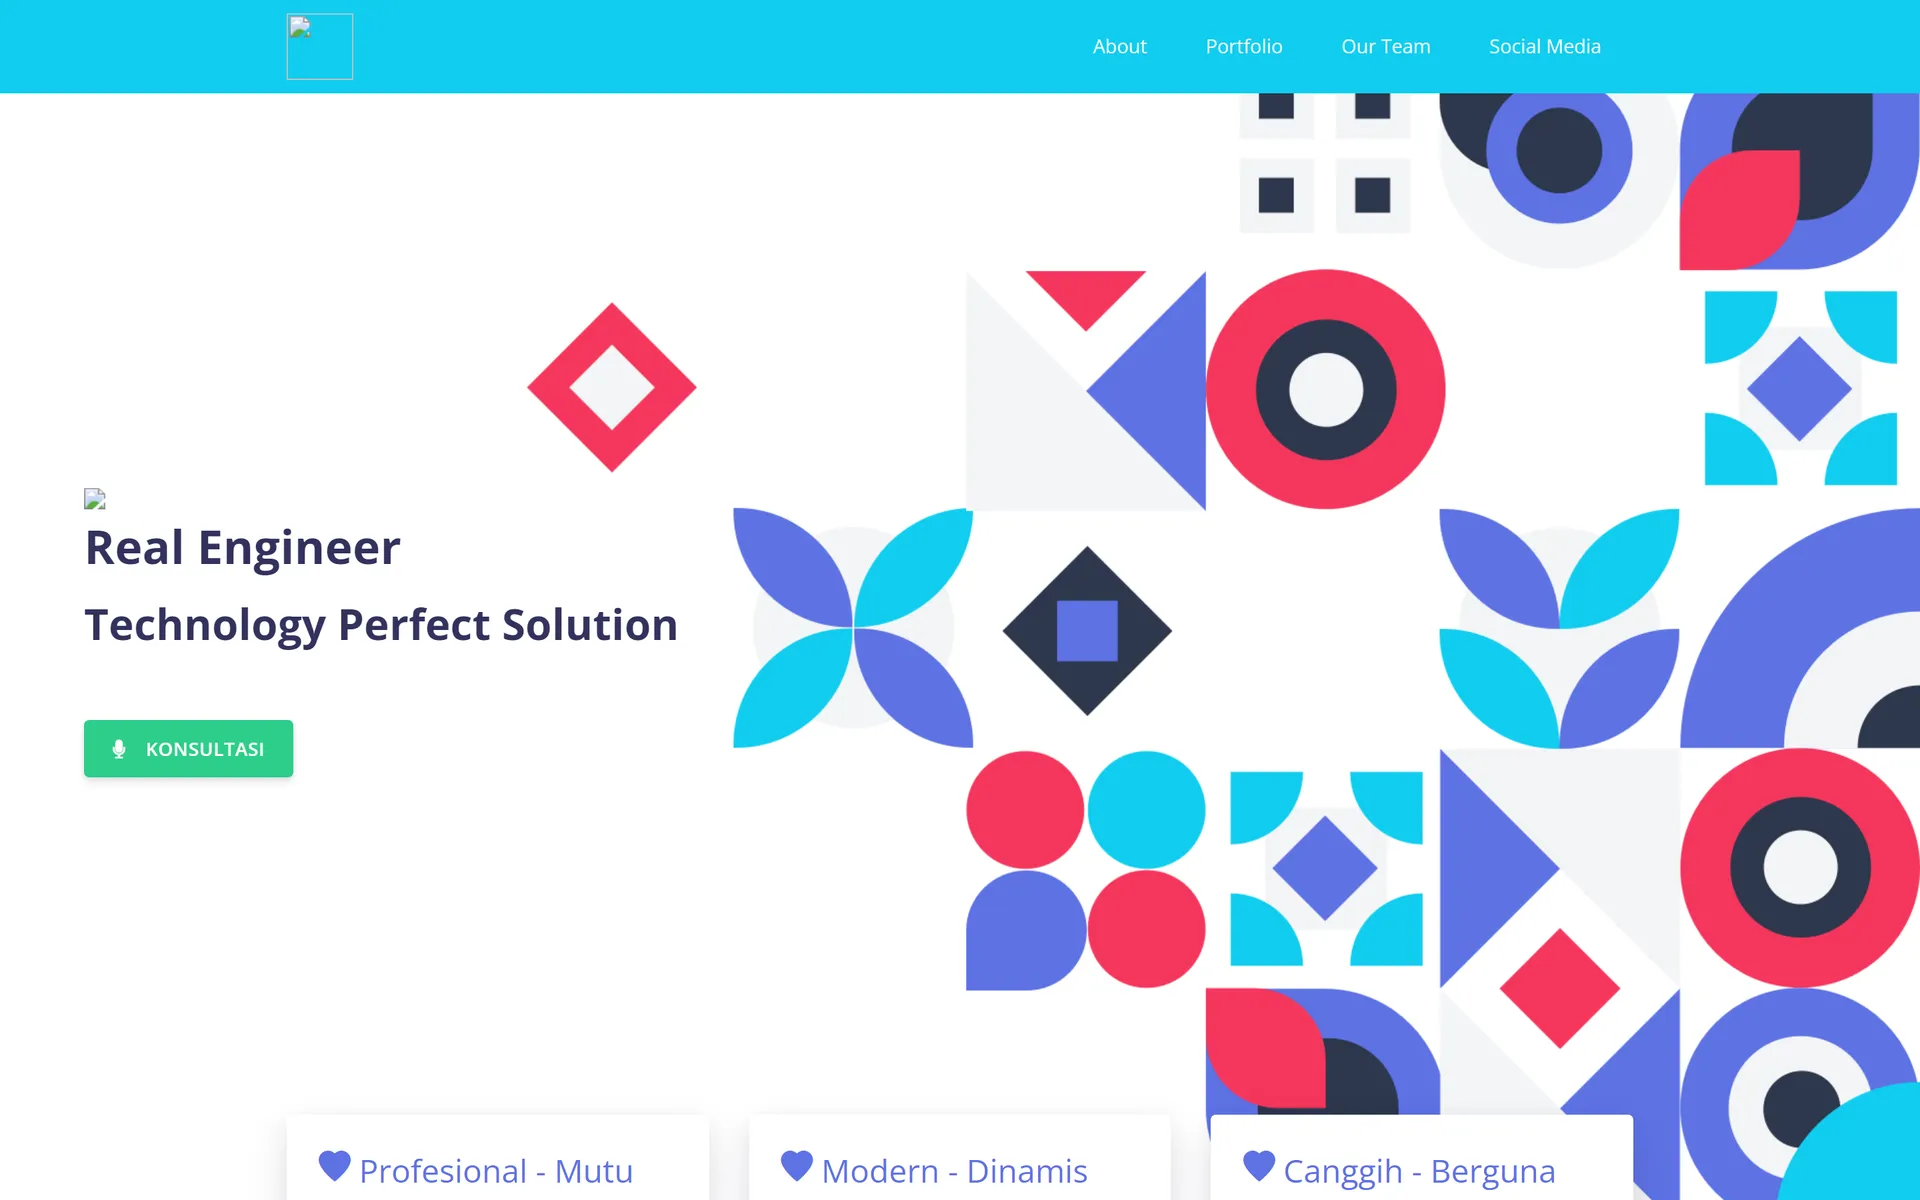 About
Portfolio
Our Team
Social Media
Real Engineer
Technology Perfect Solution
KONSULTASI
Profesional - Mutu
Modern - Dinamis
Canggih - Berguna